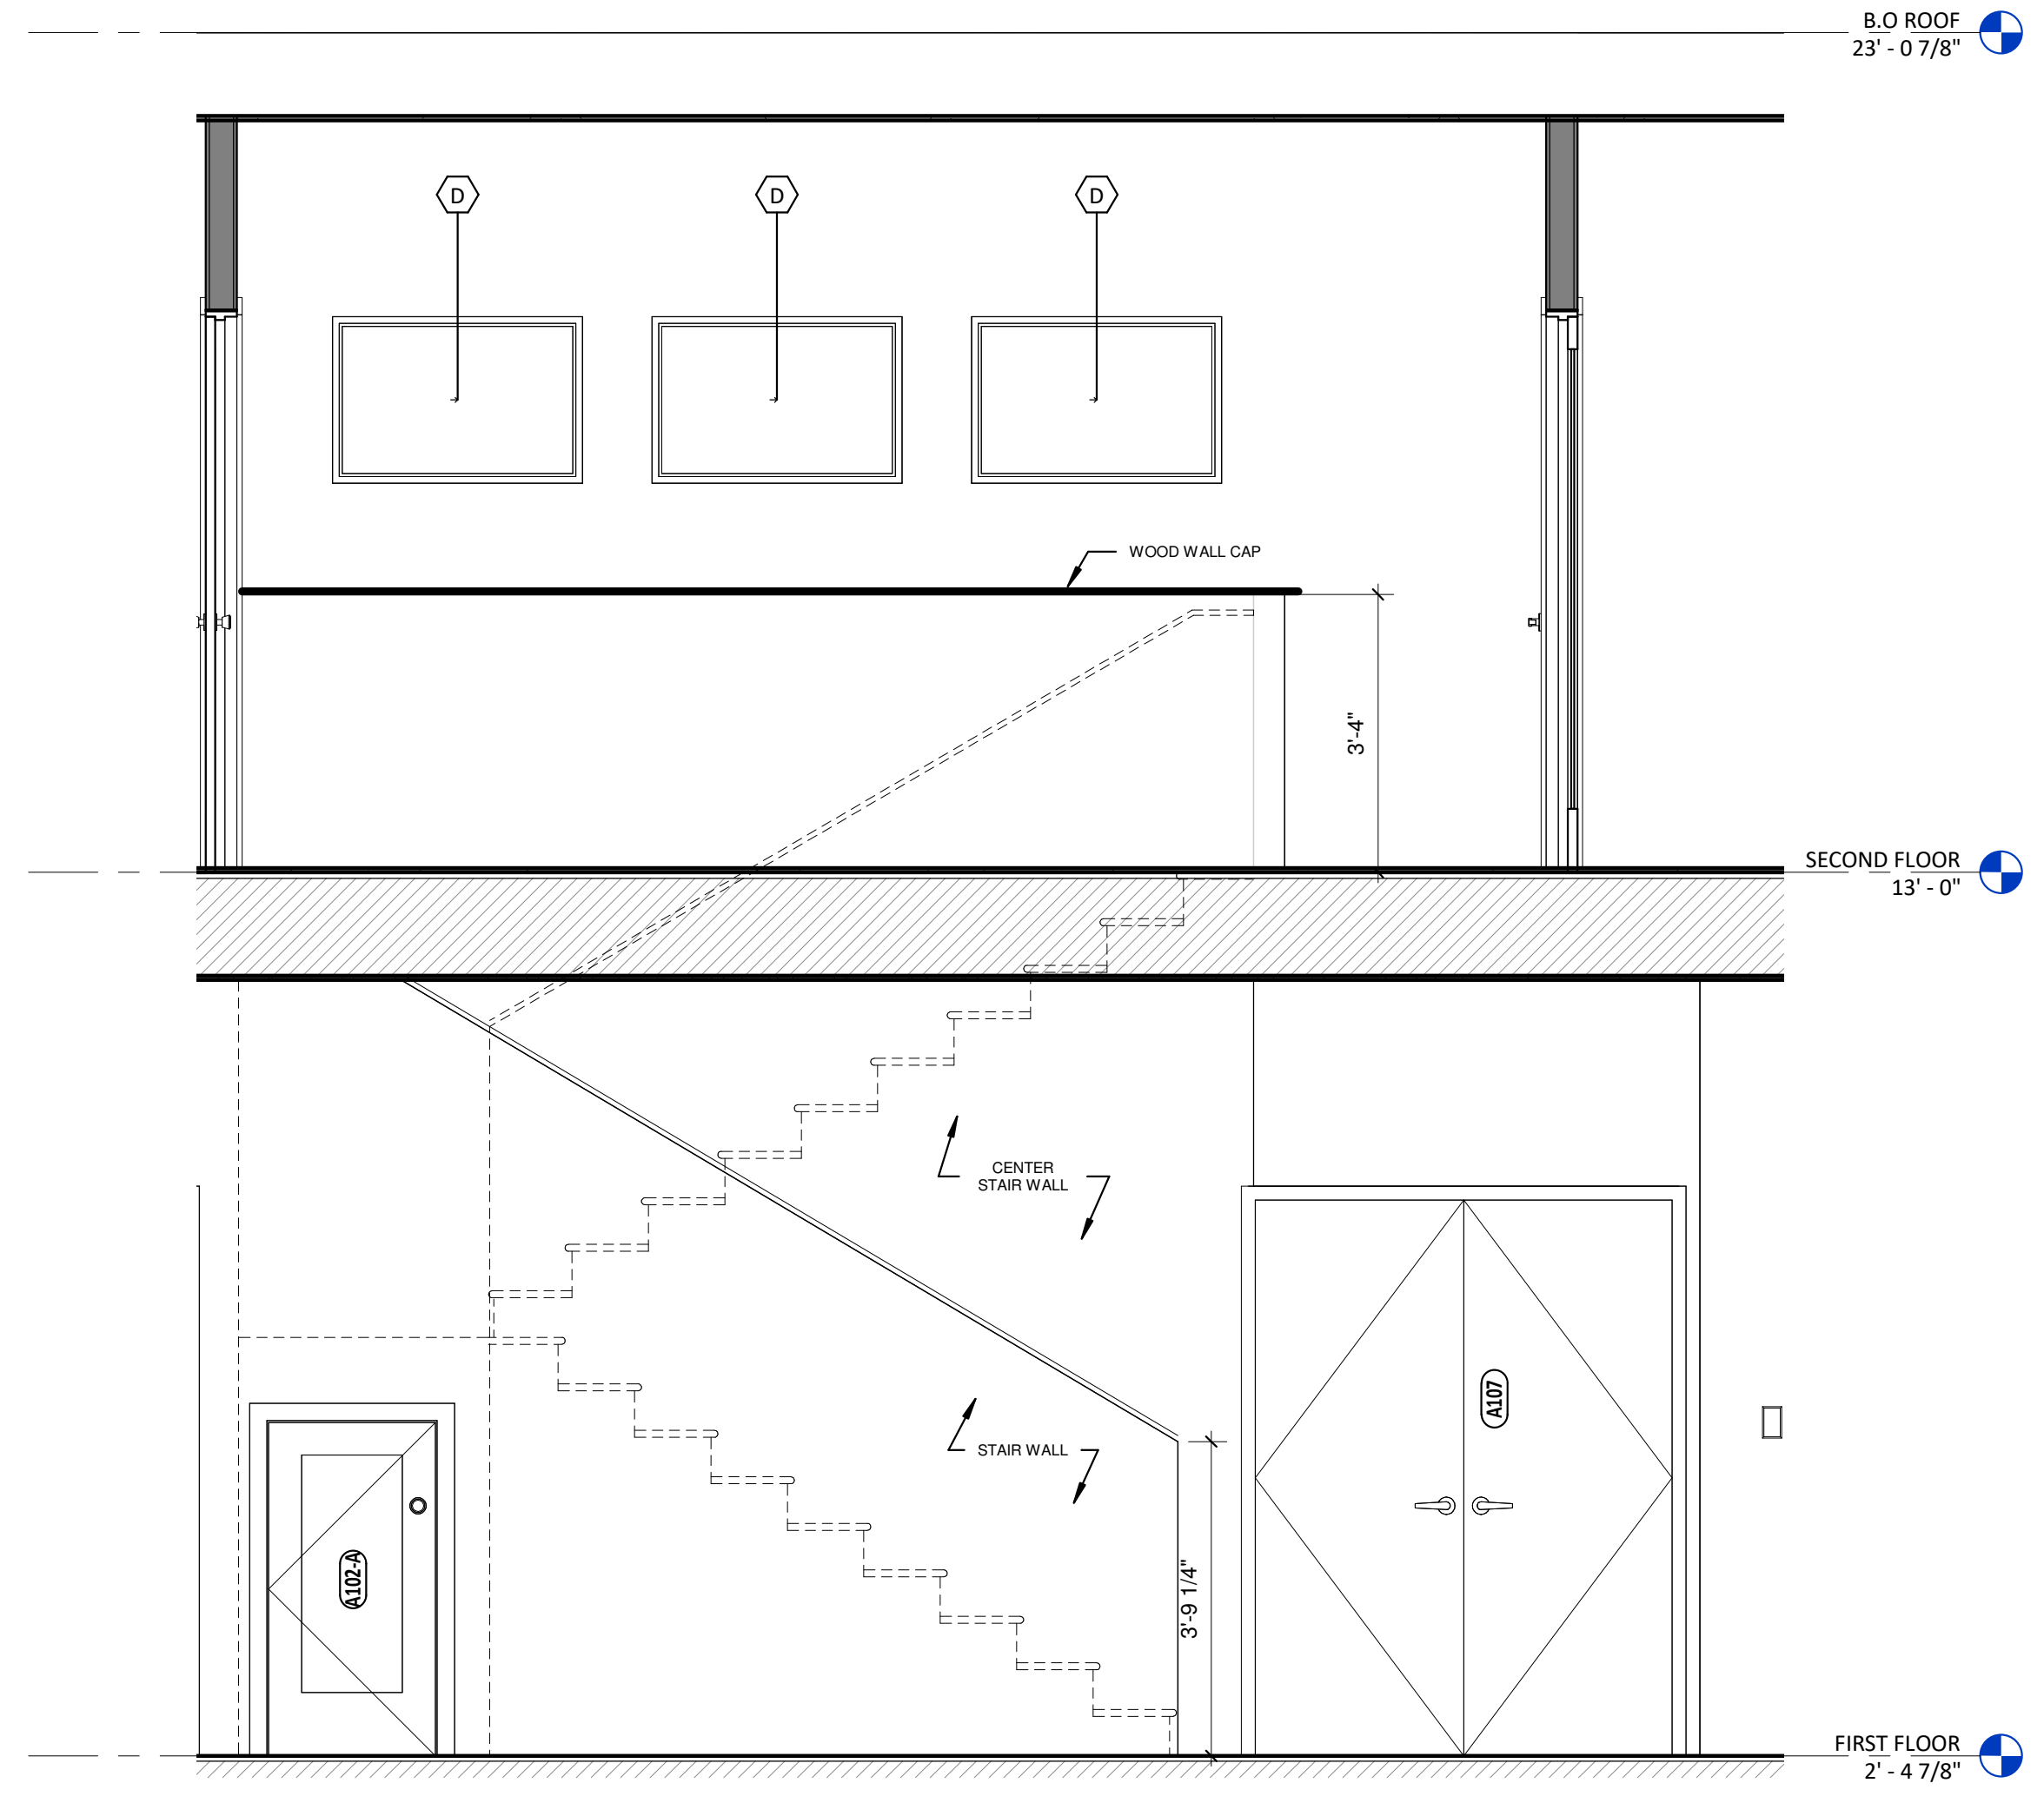 B.O ROOF
23' - 0 7/8"
D
D
D
WOOD WALL CAP
3'-4"
SECOND FLOOR
13' - 0"
CENTER
STAIR WALL
A107
STAIR WALL
A102-A
3'-9 1/4"
FIRST FLOOR
2' - 4 7/8"